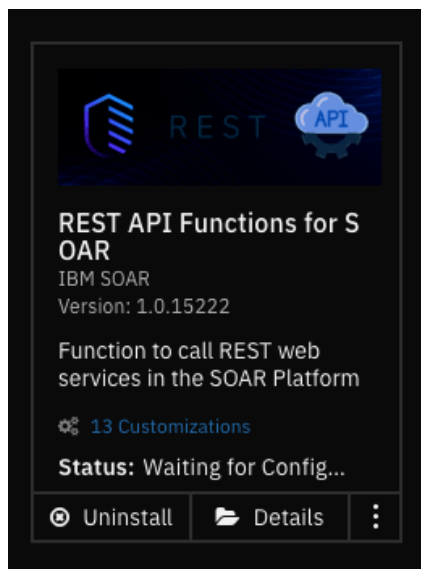 REST
API
REST API Functions for S
OAR
IBM SOAR
Version: 1.0.15222
Function to call REST web
services in the SOAR Platform
13 Customizations
Status: Waiting for Config...
Uninstall
Details